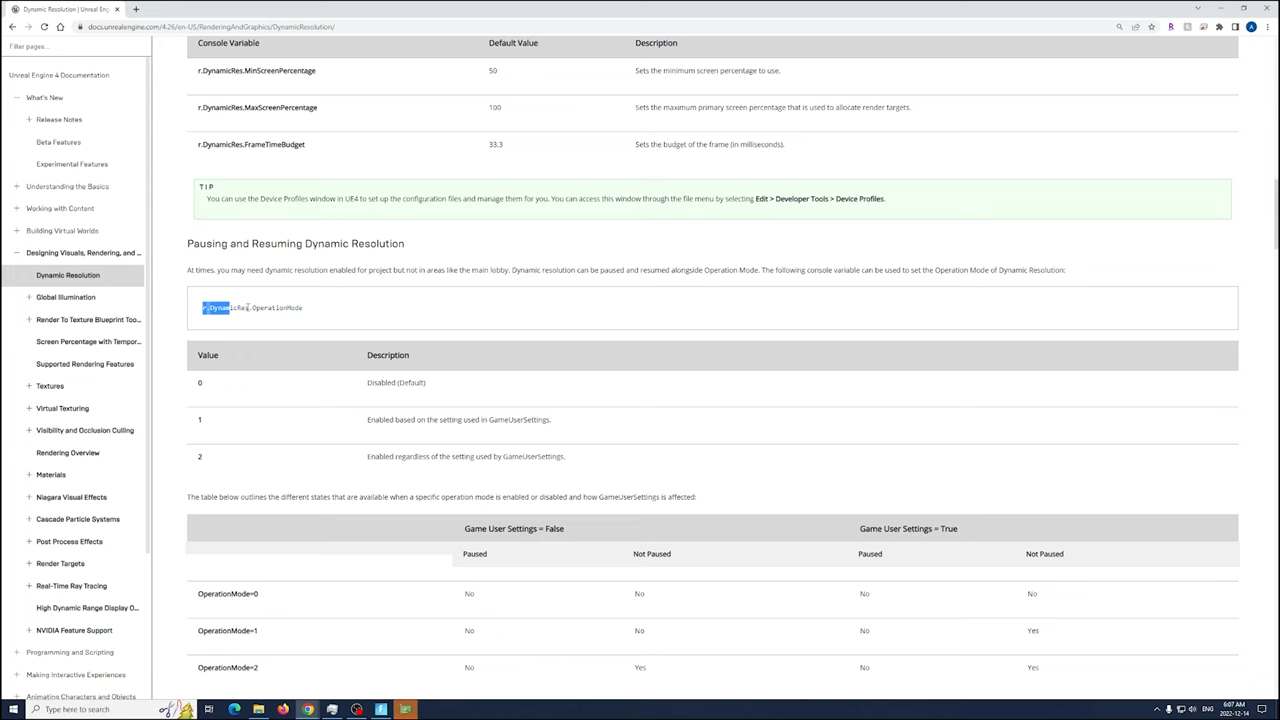 Dynamic Resolution | Unreal Eng
docs.unrealengine.com/4.26/en-US/RenderingAndGraphics/DynamicResolution/
Filter pages...
Unreal Engine 4 Documentation
What's New
Release Notes
Beta Features
Experimental Features
Understanding the Basics
Working with Content
Building Virtual Worlds
Designing Visuals, Rendering, and ...
Dynamic Resolution
Global Illumination
Render To Texture Blueprint Too...
Screen Percentage with Tempor...
Supported Rendering Features
Textures
Virtual Texturing
Visibility and Occlusion Culling
Rendering Overview
Materials
Niagara Visual Effects
Cascade Particle Systems
Post Process Effects
Render Targets
Real-Time Ray Tracing
High Dynamic Range Display O...
NVIDIA Feature Support
Programming and Scripting
Making Interactive Experiences
Animating Characters and Objects
Console Variable Default Value Description
r.DynamicRes.MinScreenPercentage 50 Sets the minimum screen percentage to use.
r.DynamicRes.MaxScreenPercentage 100 Sets the maximum primary screen percentage that is used to allocate render targets.
r.DynamicRes.FrameTimeBudget 33.3 Sets the budget of the frame (in milliseconds).
TIP
You can use the Device Profiles window in UE4 to set up the configuration files and manage them for you. You can access this window through the file menu by selecting Edit > Developer Tools > Device Profiles.
Pausing and Resuming Dynamic Resolution
At times, you may need dynamic resolution enabled for project but not in areas like the main lobby. Dynamic resolution can be paused and resumed alongside Operation Mode. The following console variable can be used to set the Operation Mode of Dynamic Resolution:
r.DynamicRes.OperationMode
Value Description
0 Disabled (Default)
1 Enabled based on the setting used in GameUserSettings.
2 Enabled regardless of the setting used by GameUserSettings.
The table below outlines the different states that are available when a specific operation mode is enabled or disabled and how GameUserSettings is affected:
Game User Settings = False Game User Settings = True
Paused Not Paused Paused Not Paused
OperationMode=0 No No No No
OperationMode=1 No No No Yes
OperationMode=2 No Yes No Yes
Type here to search
ENG
6:07 AM
2022-12-14